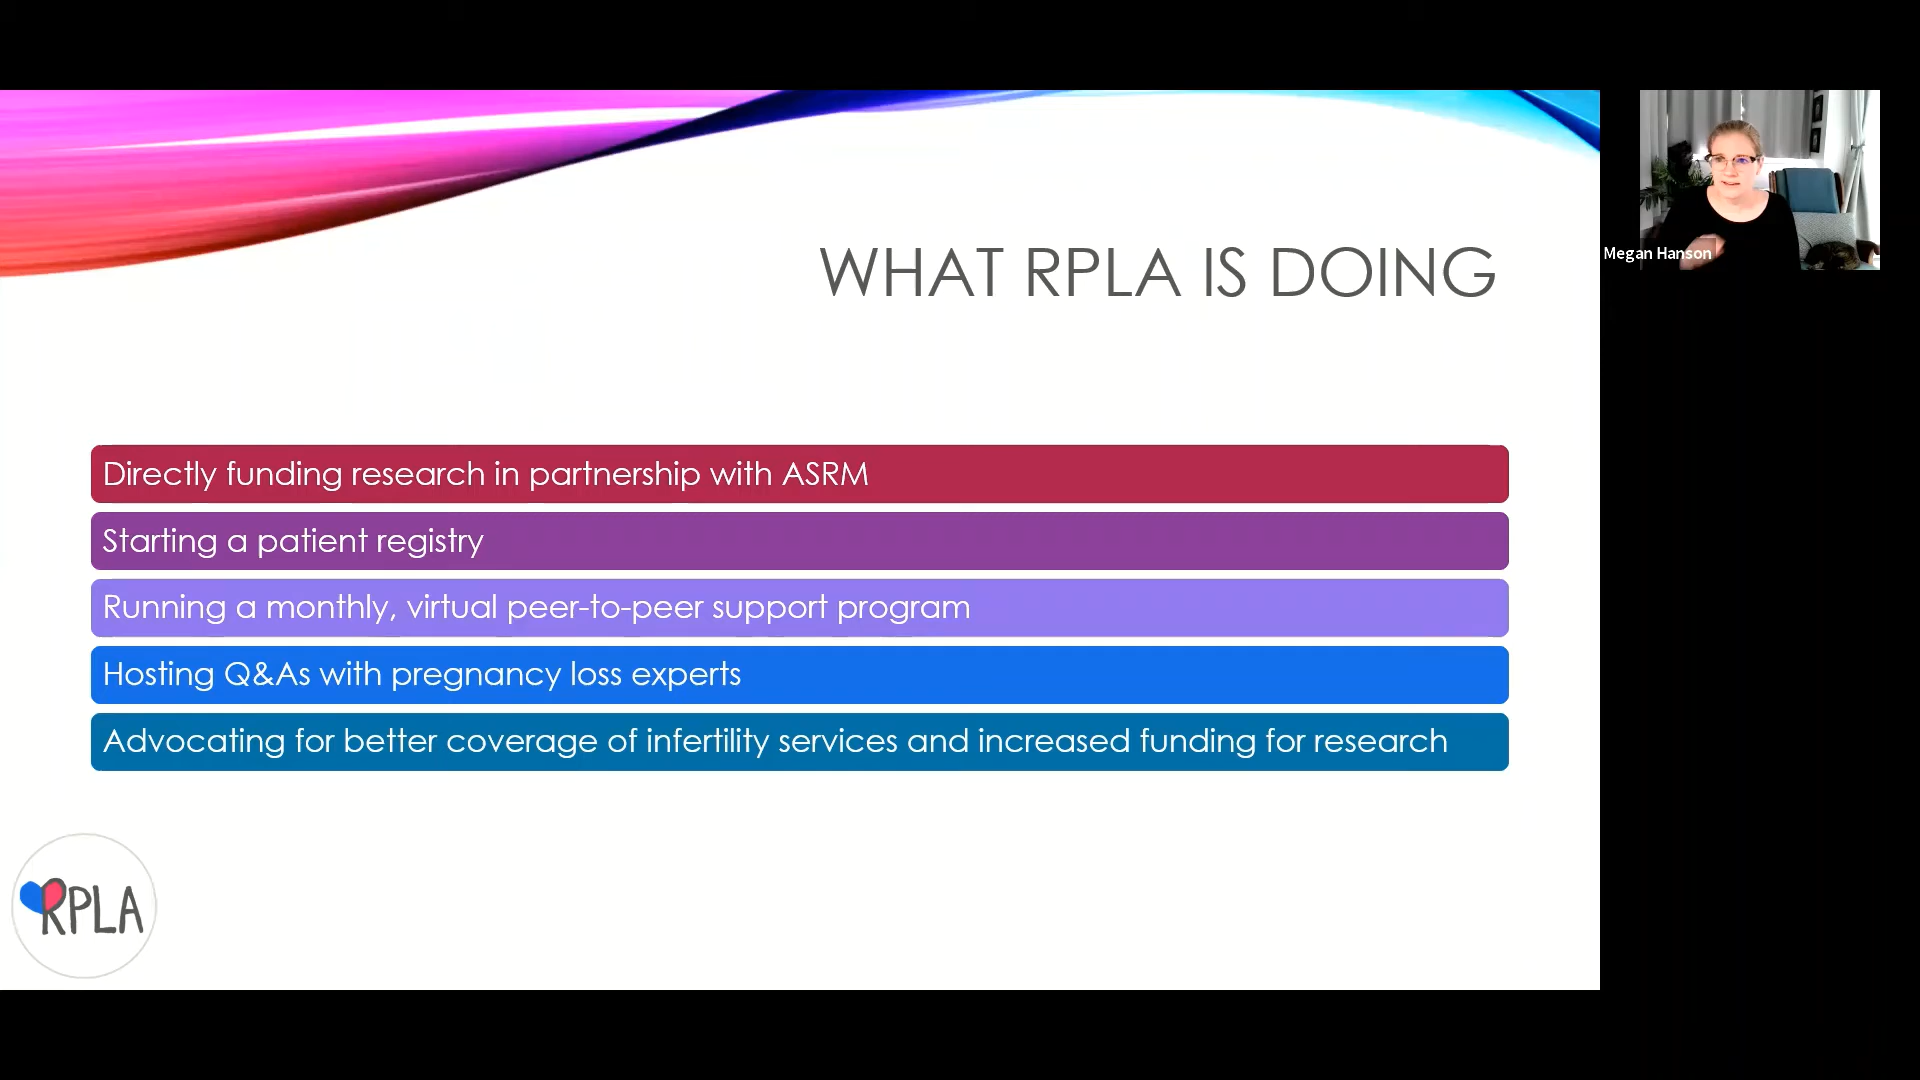 WHAT RPLA IS DOING
Directly funding research in partnership with ASRM
Starting a patient registry
Running a monthly, virtual peer-to-peer support program
Hosting Q&As with pregnancy loss experts
Advocating for better coverage of infertility services and increased funding for research
RPLA
Megan Hanson